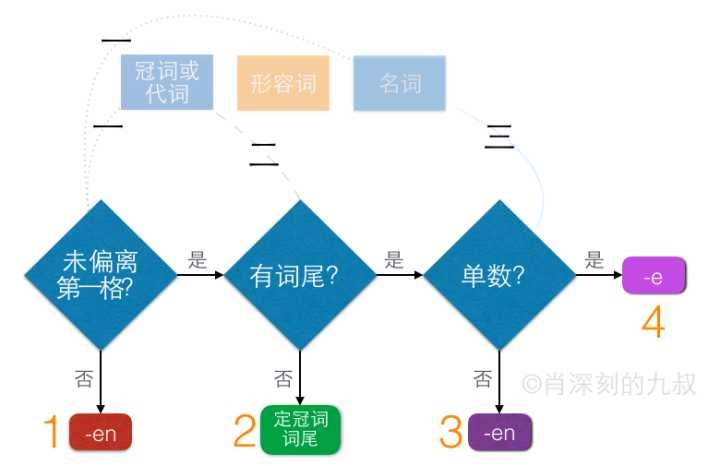 一
冠词或
代词
形容词
名词
一
二
三
未偏离
第一格?
是
有词尾?
是
单数?
是
-e
4
否
否
否
©肖深刻的九叔
1
-en
2
定冠词
词尾
3
-en